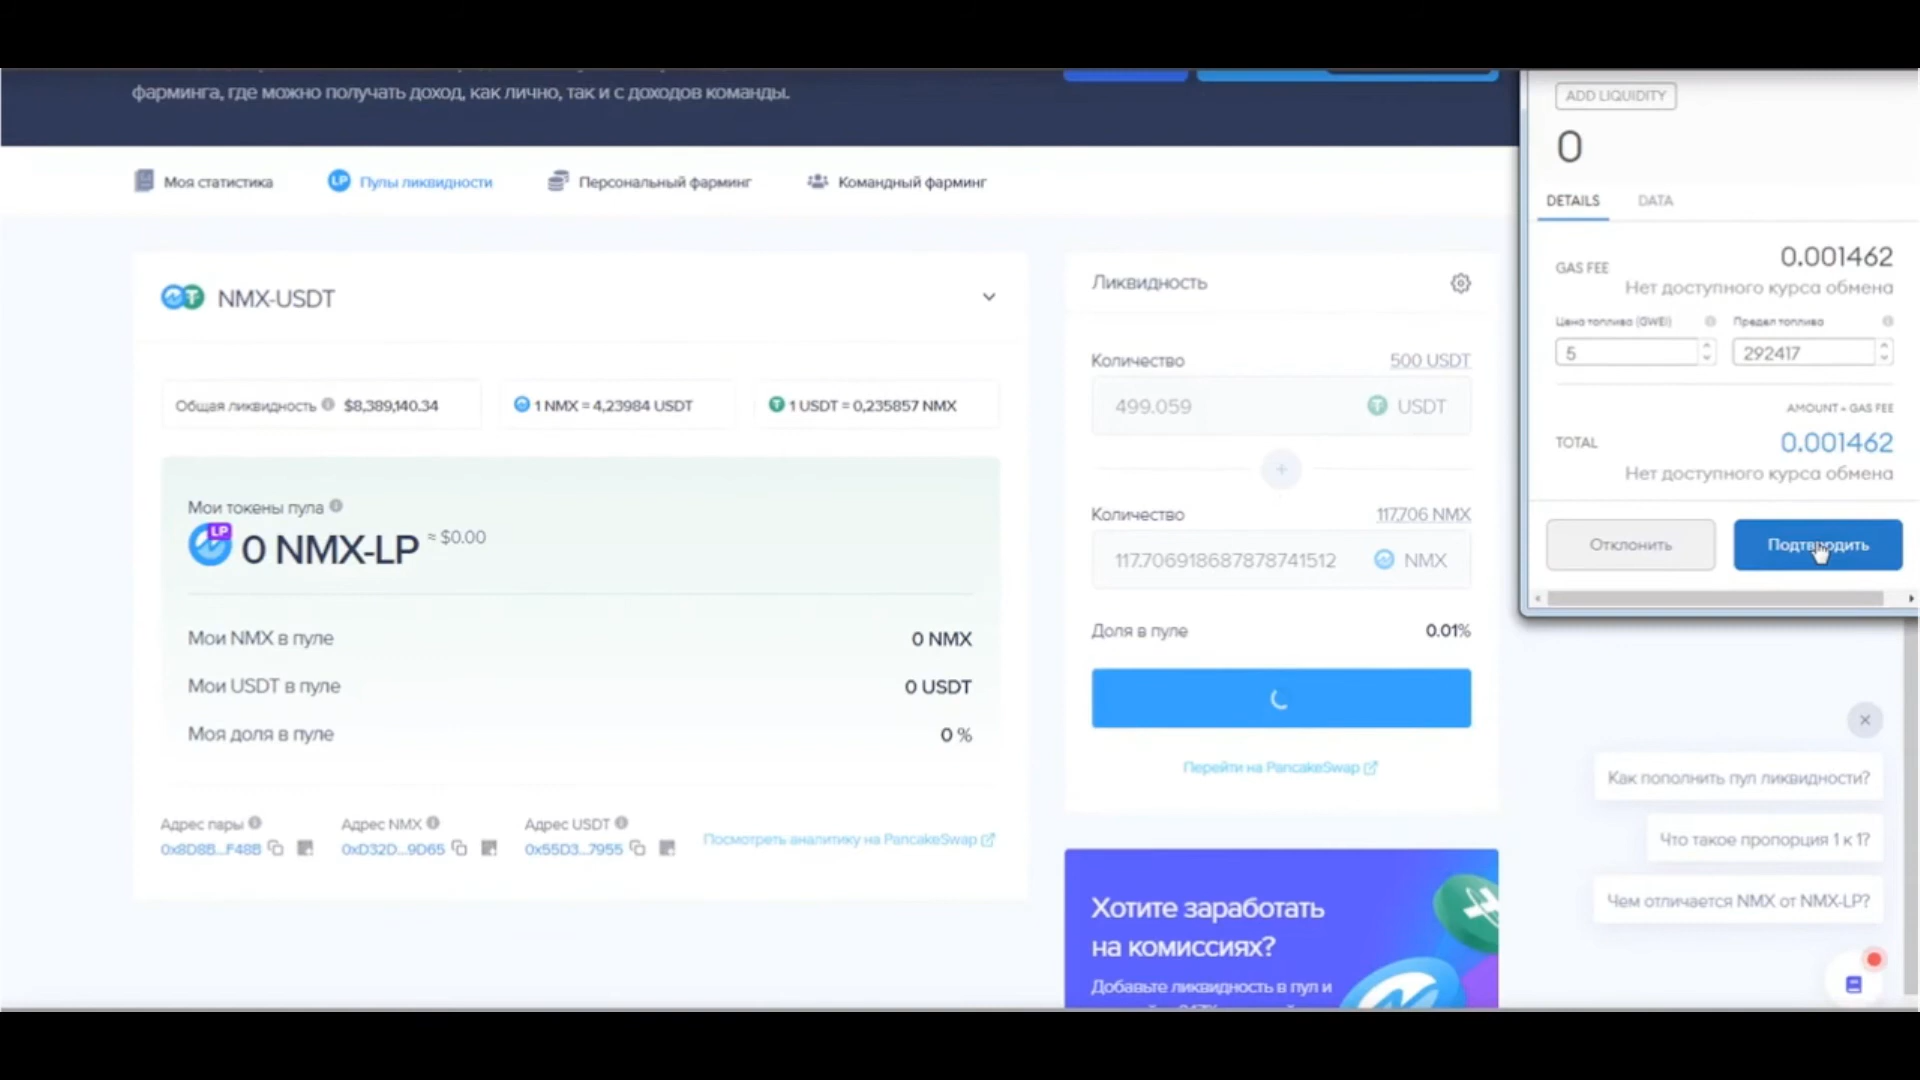 фарминга, где можно получать доход, как лично, так и с доходов команды.
Моя статистика
LP Пулы ликвидности
Персональный фарминг
Командный фарминг
NMX-USDT
Общая ликвидность $8,389,140.34
1 NMX = 4,23984 USDT
1 USDT = 0,235857 NMX
Мои токены пула
LP
0 NMX-LP ≈ $0.00
Мои NMX в пуле 0 NMX
Мои USDT в пуле 0 USDT
Моя доля в пуле 0 %
Адрес пары
0x8D8B...F48B
Адрес NMX
0xD32D...9D65
Адрес USDT
0x55D3...7955
Посмотреть аналитику на PancakeSwap
Ликвидность
Количество 500 USDT
499.059 USDT
+
Количество 117.706 NMX
117.706918687878741512 NMX
Доля в пуле 0.01%
Перейти на PancakeSwap
Хотите заработать
на комиссиях?
Добавьте ликвидность в пул и
ADD LIQUIDITY
0
DETAILS DATA
GAS FEE 0.001462
Нет доступного курса обмена
Цена топлива (GWEI) Предел топлива
5 292417
AMOUNT + GAS FEE
TOTAL 0.001462
Нет доступного курса обмена
Отклонить Подтвердить
Как пополнить пул ликвидности?
Что такое пропорция 1 к 1?
Чем отличается NMX от NMX-LP?